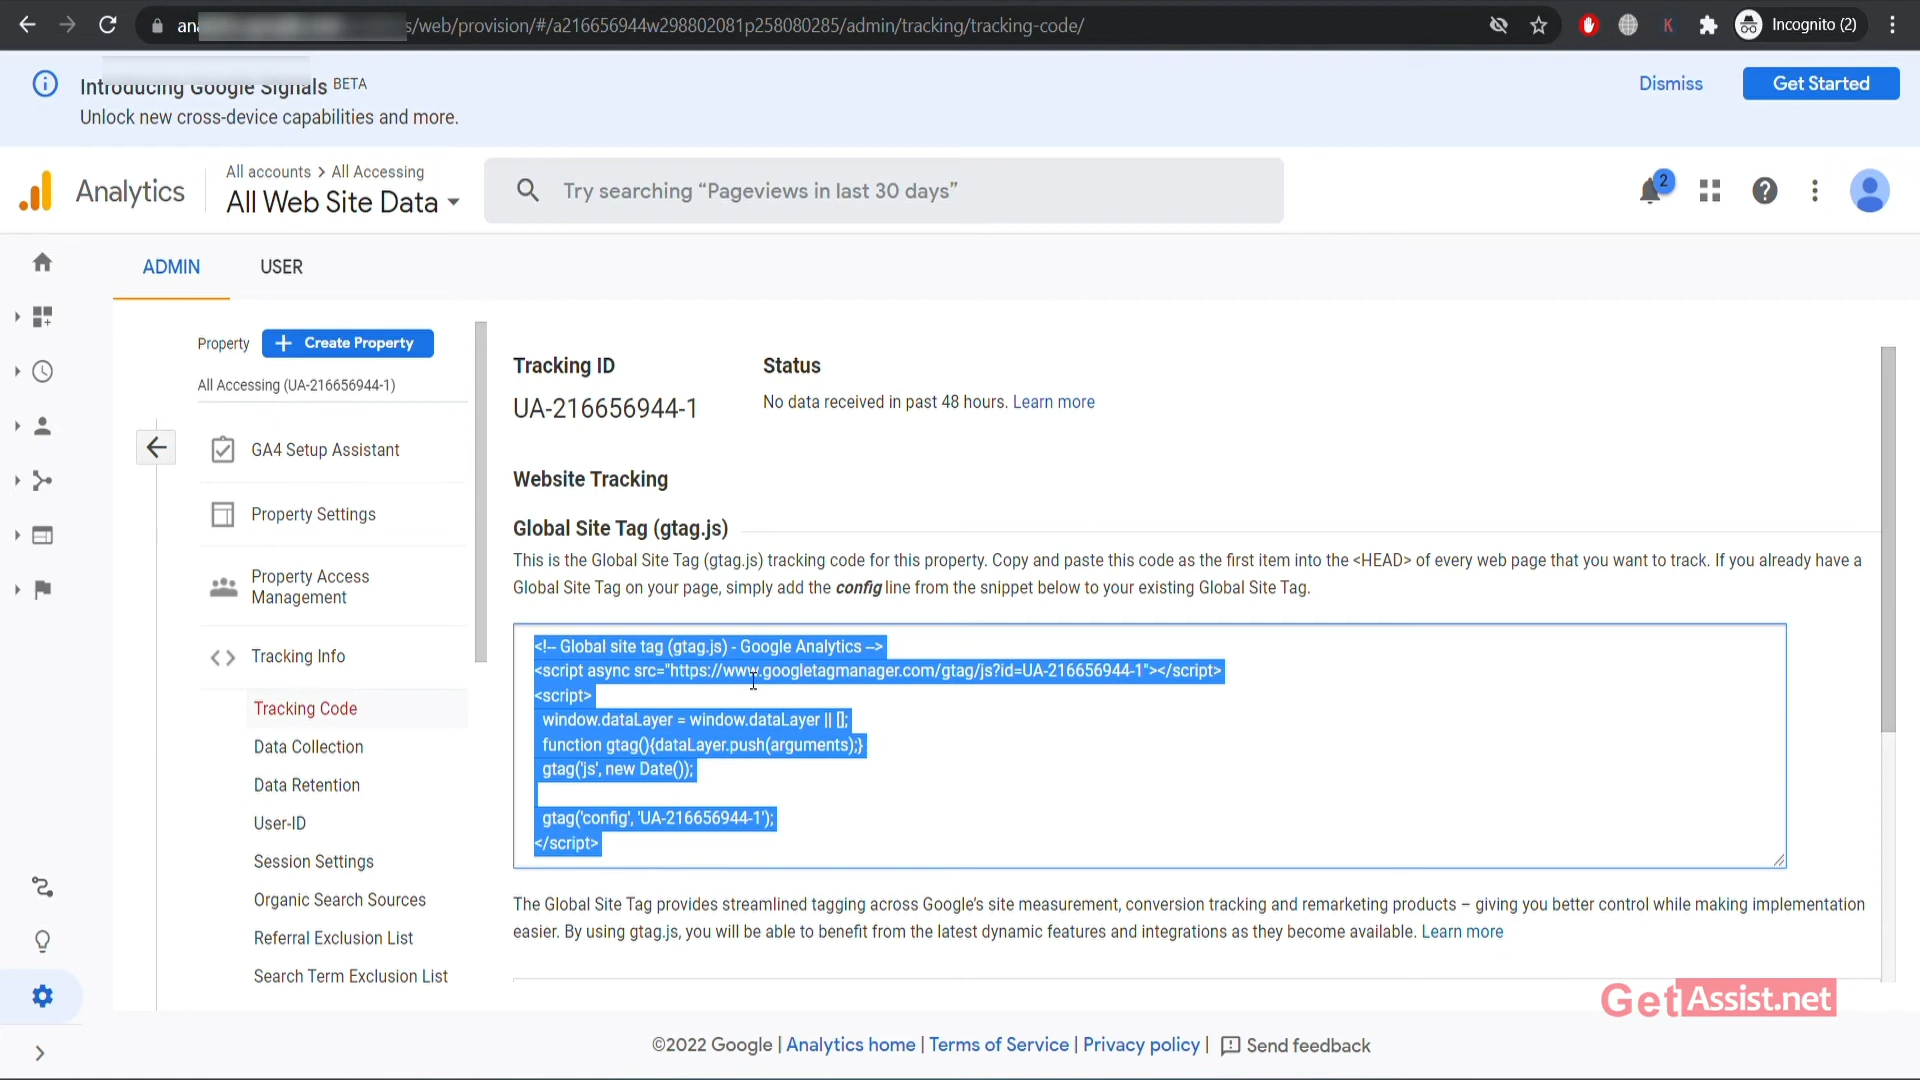 ana
s/web/provision/#/a216656944w298802081p258080285/admin/tracking/tracking-code/
Incognito (2)
Introducing Google Signals BETA
Unlock new cross-device capabilities and more.
Dismiss
Get Started
Analytics
All accounts > All Accessing
All Web Site Data
Try searching “Pageviews in last 30 days”
2
ADMIN
USER
Property
+ Create Property
All Accessing (UA-216656944-1)
GA4 Setup Assistant
Property Settings
Property Access
Management
Tracking Info
Tracking Code
Data Collection
Data Retention
User-ID
Session Settings
Organic Search Sources
Referral Exclusion List
Search Term Exclusion List
Tracking ID
UA-216656944-1
Status
No data received in past 48 hours. Learn more
Website Tracking
Global Site Tag (gtag.js)
This is the Global Site Tag (gtag.js) tracking code for this property. Copy and paste this code as the first item into the <HEAD> of every web page that you want to track. If you already have a
Global Site Tag on your page, simply add the config line from the snippet below to your existing Global Site Tag.
<!-- Global site tag (gtag.js) - Google Analytics -->
<script async src="https://www.googletagmanager.com/gtag/js?id=UA-216656944-1"></script>
<script>
window.dataLayer = window.dataLayer || [];
function gtag(){dataLayer.push(arguments);}
gtag('js', new Date());
gtag('config', 'UA-216656944-1');
</script>
The Global Site Tag provides streamlined tagging across Google’s site measurement, conversion tracking and remarketing products – giving you better control while making implementation
easier. By using gtag.js, you will be able to benefit from the latest dynamic features and integrations as they become available. Learn more
GetAssist.net
©2022 Google | Analytics home | Terms of Service | Privacy policy | Send feedback